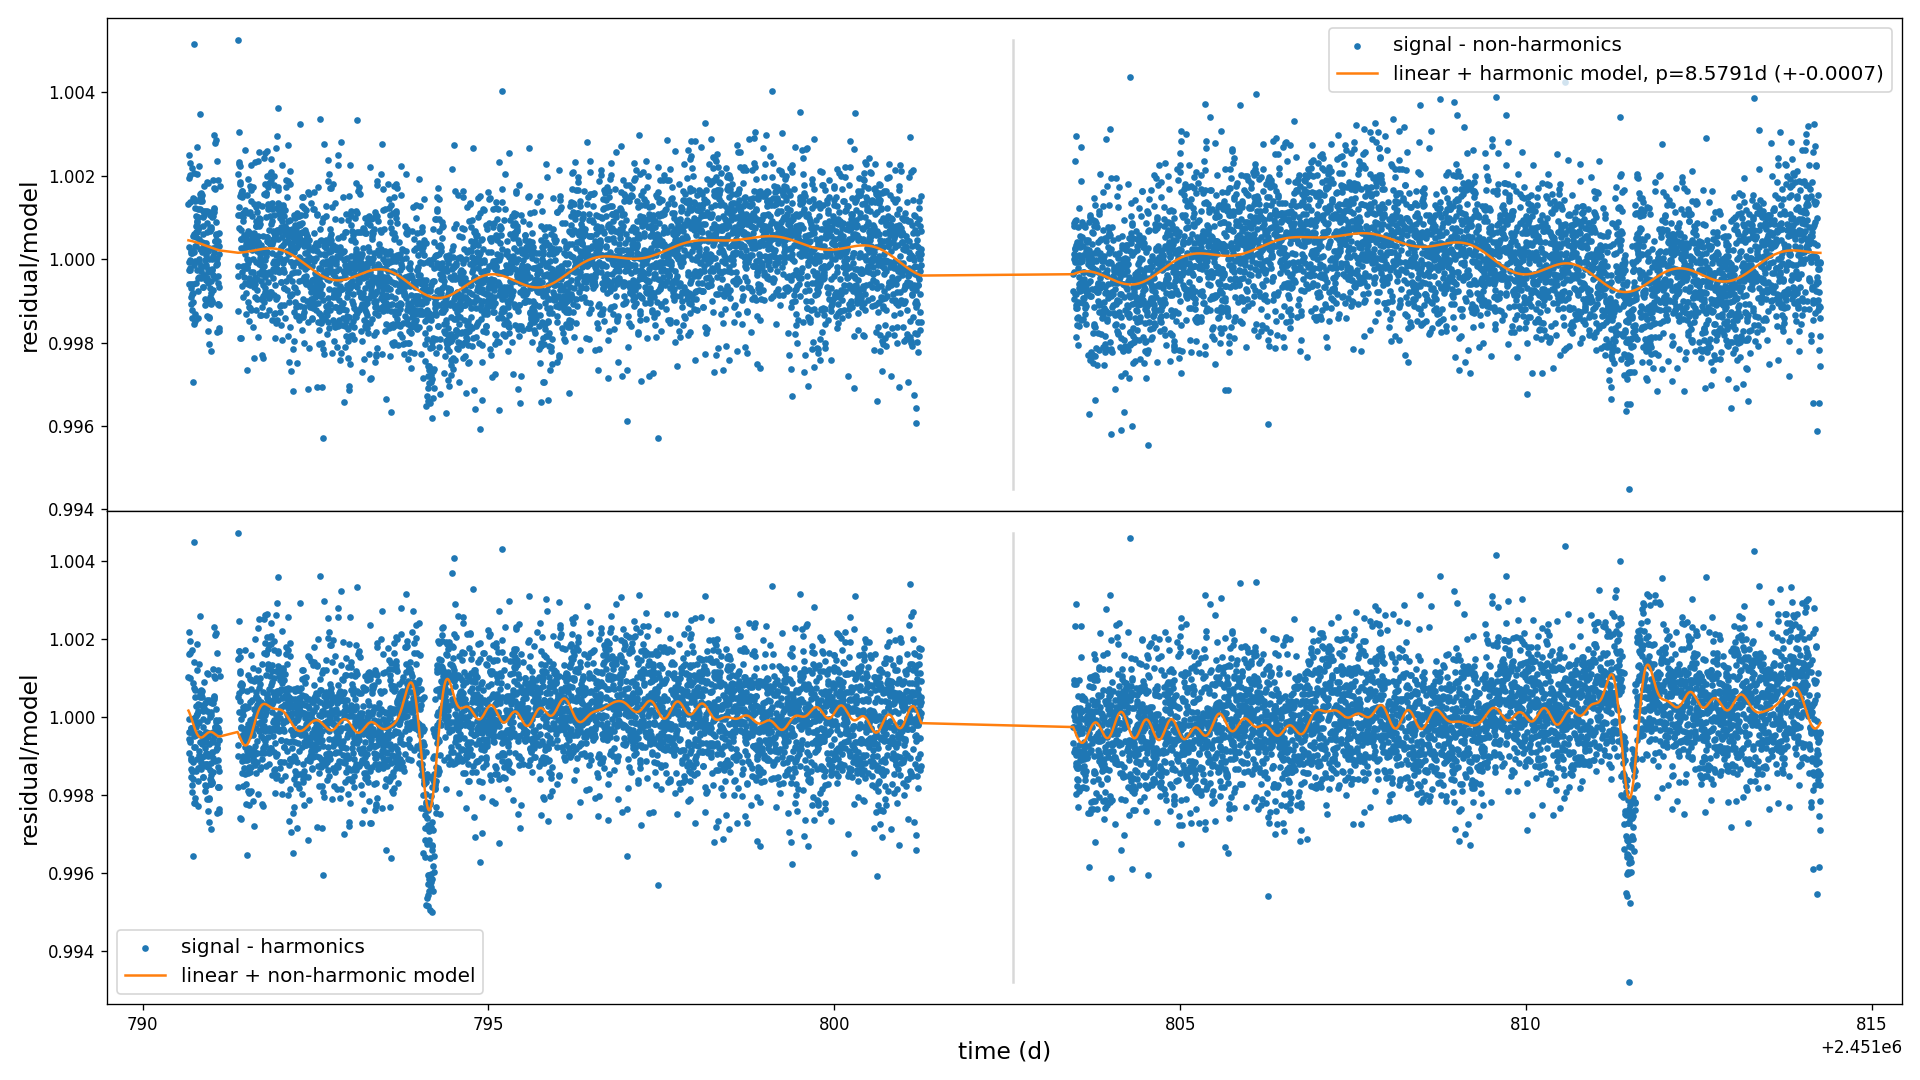 signal - non-harmonics
linear + harmonic model, p=8.5791d (+-0.0007)
1.004
1.002
1.000
0.998
0.996
0.994
residual/model
1.004
1.002
1.000
0.998
0.996
0.994
residual/model
signal - harmonics
linear + non-harmonic model
790
795
800
805
810
815
time (d)
+2.451e6